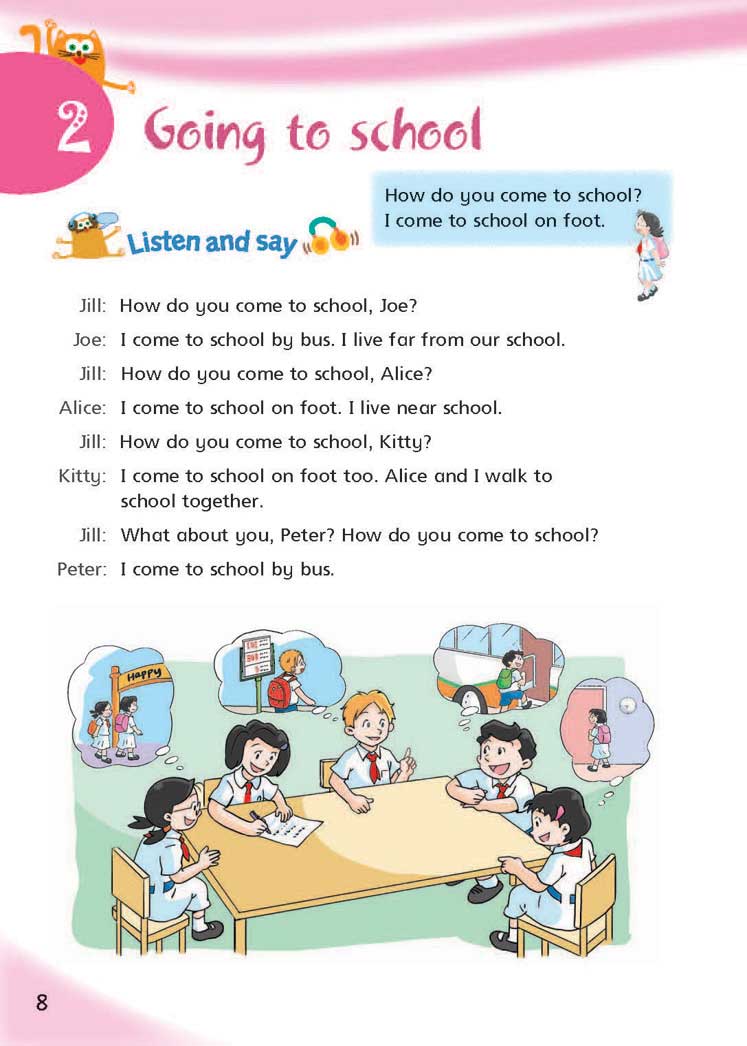 2 Going to school
How do you come to school?
I come to school on foot.
Listen and say
Jill: How do you come to school, Joe?
Joe: I come to school by bus. I live far from our school.
Jill: How do you come to school, Alice?
Alice: I come to school on foot. I live near school.
Jill: How do you come to school, Kitty?
Kitty: I come to school on foot too. Alice and I walk to
school together.
Jill: What about you, Peter? How do you come to school?
Peter: I come to school by bus.
Happy
8